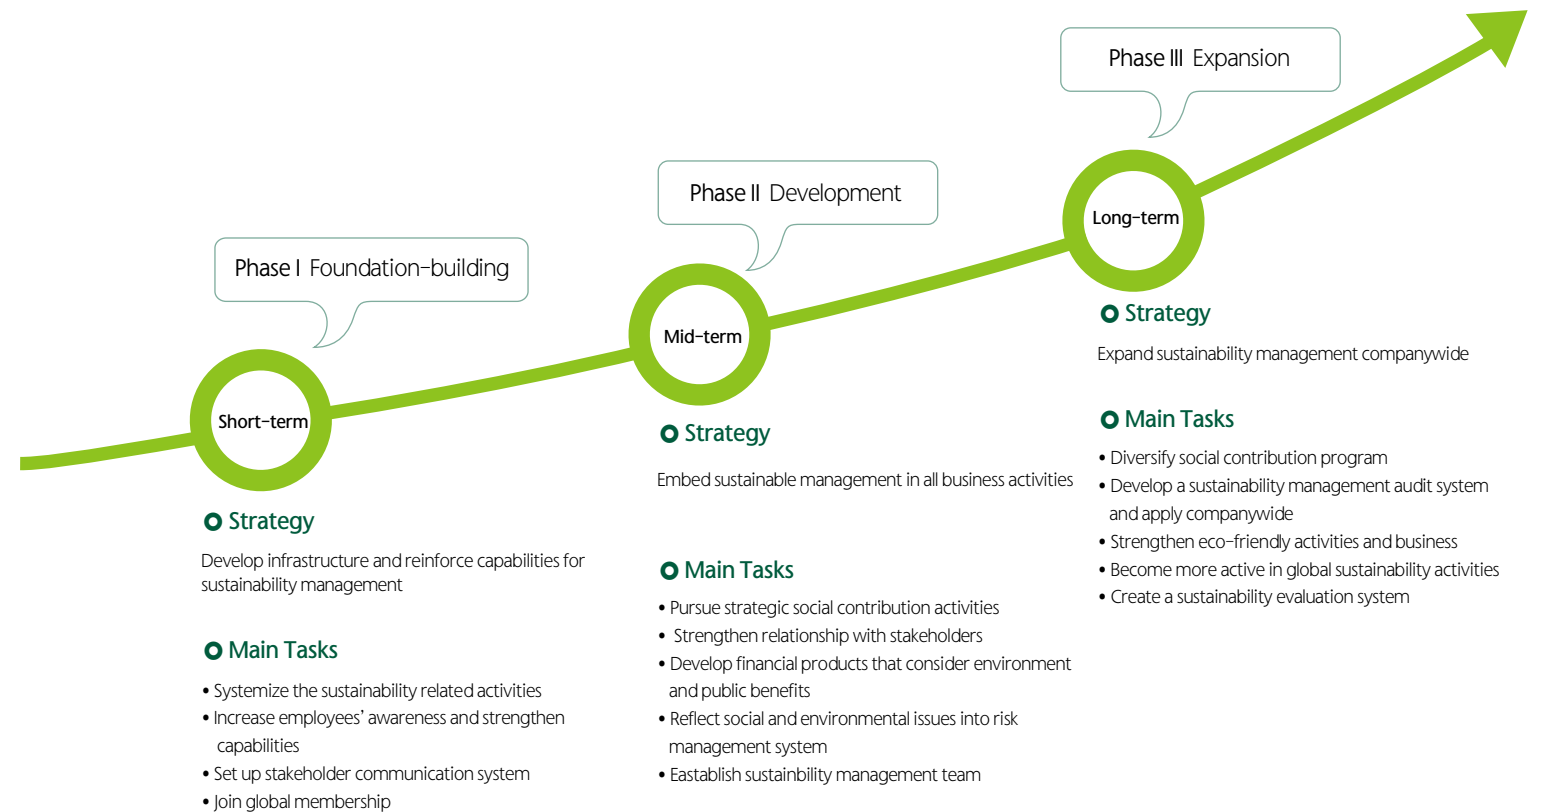 Phase I Foundation-building
Short-term
Strategy
Develop infrastructure and reinforce capabilities for
sustainability management
Main Tasks
• Systemize the sustainability related activities
• Increase employees’ awareness and strengthen
capabilities
• Set up stakeholder communication system
• Join global membership
Phase II Development
Mid-term
Strategy
Embed sustainable management in all business activities
Main Tasks
• Pursue strategic social contribution activities
• Strengthen relationship with stakeholders
• Develop financial products that consider environment
and public benefits
• Reflect social and environmental issues into risk
management system
• Eastablish sustainbility management team
Phase III Expansion
Long-term
Strategy
Expand sustainability management companywide
Main Tasks
• Diversify social contribution program
• Develop a sustainability management audit system
and apply companywide
• Strengthen eco-friendly activities and business
• Become more active in global sustainability activities
• Create a sustainability evaluation system